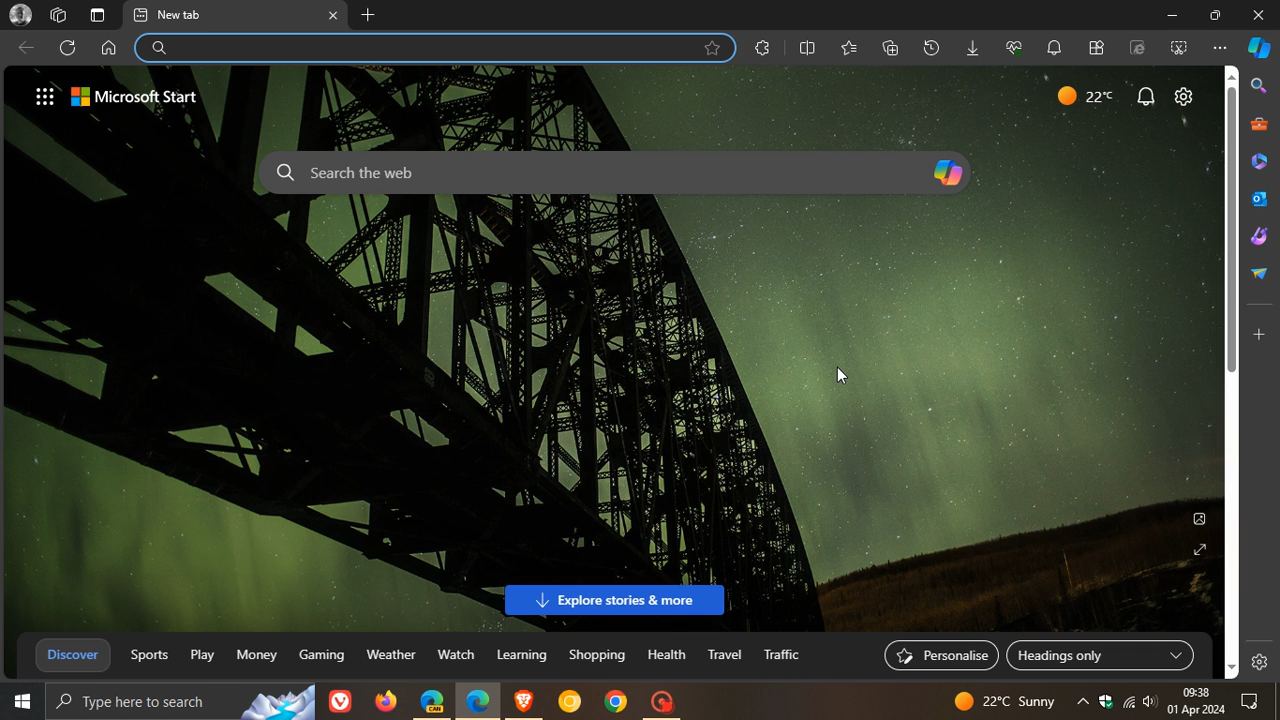 New tab
Microsoft Start
22°C
Search the web
Explore stories & more
Discover Sports Play Money Gaming Weather Watch Learning Shopping Health Travel Traffic Personalise Headings only
Type here to search
CAN
22°C Sunny
09:38
01 Apr 2024